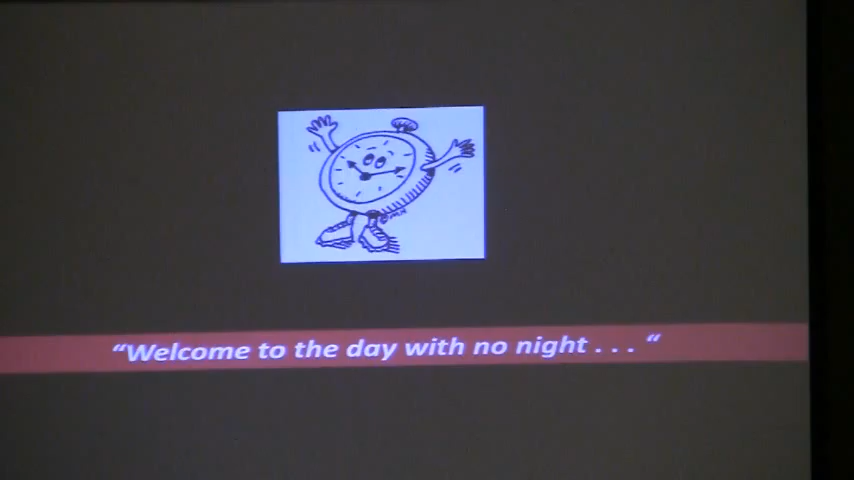 “Welcome to the day with no night . . . “